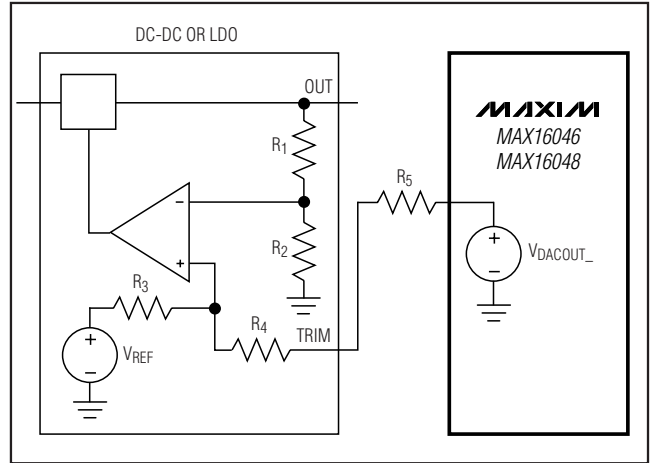 DC-DC OR LDO
OUT
R1
R2
−
+
R3
VREF
+
−
R4
TRIM
R5
MAXIM
MAX16046
MAX16048
+
−
VDACOUT_